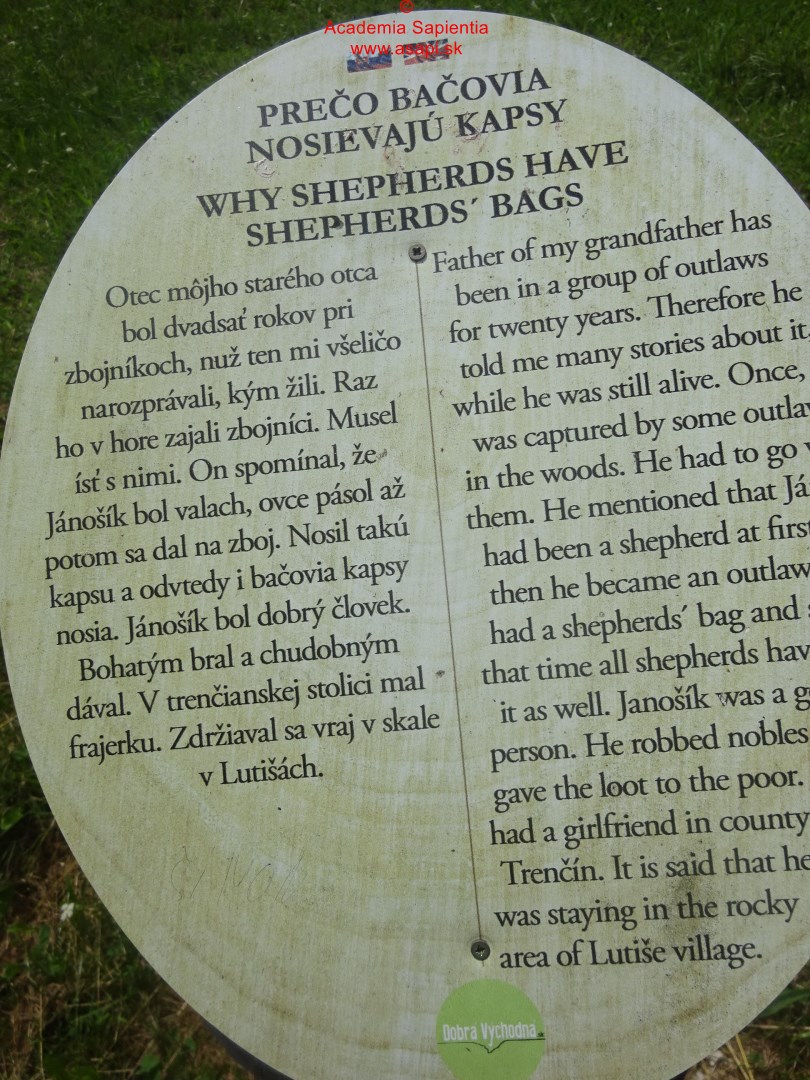 ©
Academia Sapientia
www.asapi.sk
PREČO BAČOVIA
NOSIEVAJÚ KAPSY
WHY SHEPHERDS HAVE
SHEPHERDS´ BAGS
Otec môjho starého otca
bol dvadsať rokov pri
zbojníkoch, nuž ten mi všeličo
narozprávali, kým žili. Raz
ho v hore zajali zbojníci. Musel
ísť s nimi. On spomínal, že
Jánošík bol valach, ovce pásol až
potom sa dal na zboj. Nosil takú
kapsu a odvtedy i bačovia kapsy
nosia. Jánošík bol dobrý človek.
Bohatým bral a chudobným
dával. V trenčianskej stolici mal
frajerku. Zdržiaval sa vraj v skale
v Lutišách.
Father of my grandfather has
been in a group of outlaws
for twenty years. Therefore he
told me many stories about it,
while he was still alive. Once,
was captured by some
in the woods. He had to go
them. He mentioned that
had been a shepherd at first
then he became an outlaw
had a shepherds´ bag and
that time all shepherds
it as well. Janošík was a
person. He robbed nobles
gave the loot to the poor.
had a girlfriend in county
Trenčín. It is said that he
was staying in the rocky
area of Lutiše village.
Dobrá Vychodna